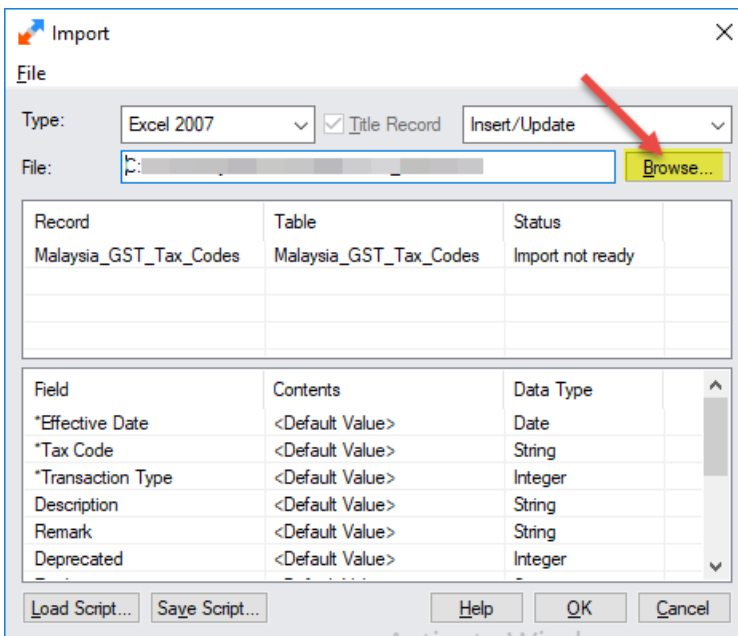 Import
File
Type: Excel 2007 Title Record Insert/Update
File: C: Browse...
Record Table Status
Malaysia_GST_Tax_Codes Malaysia_GST_Tax_Codes Import not ready
Field Contents Data Type
*Effective Date <Default Value> Date
*Tax Code <Default Value> String
*Transaction Type <Default Value> Integer
Description <Default Value> String
Remark <Default Value> String
Deprecated <Default Value> Integer
Load Script... Save Script... Help OK Cancel